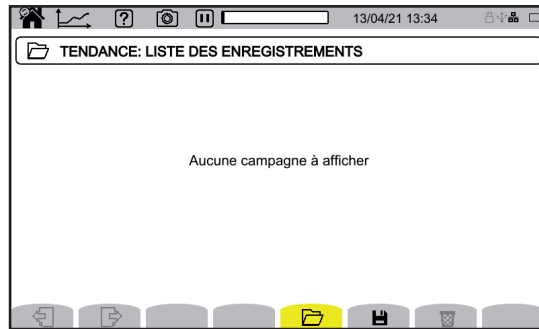 13/04/21 13:34
TENDANCE: LISTE DES ENREGISTREMENTS
Aucune campagne à afficher